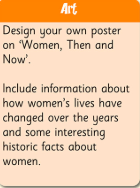 Art
Design your own poster
on ‘Women, Then and
Now’.
Include information about
how women’s lives have
changed over the years
and some interesting
historic facts about
women.